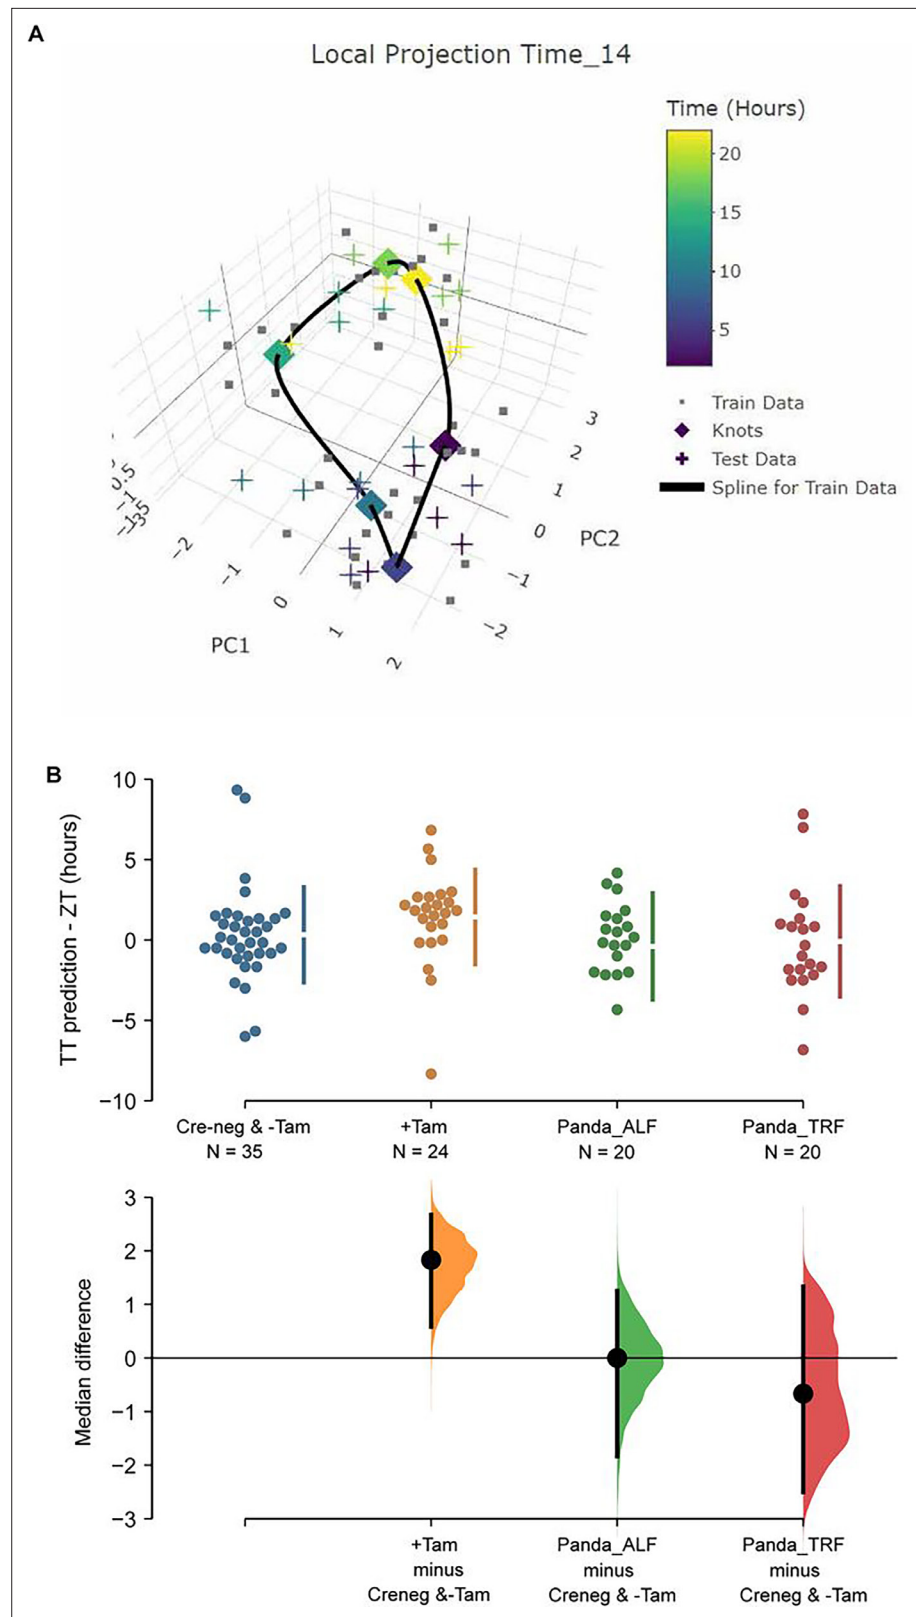 A
Local Projection Time_14
Time (Hours)
20
15
10
5
Train Data
Knots
Test Data
Spline for Train Data
3
2
1
0
−1
−2
PC2
0.5
−1
−2
−1
0
1
2
PC1
B
10
5
0
−5
−10
TT prediction - ZT (hours)
Cre-neg & -Tam
N = 35
+Tam
N = 24
Panda_ALF
N = 20
Panda_TRF
N = 20
3
2
1
0
−1
−2
−3
Median difference
+Tam
minus
Creneg &-Tam
Panda_ALF
minus
Creneg & -Tam
Panda_TRF
minus
Creneg & -Tam